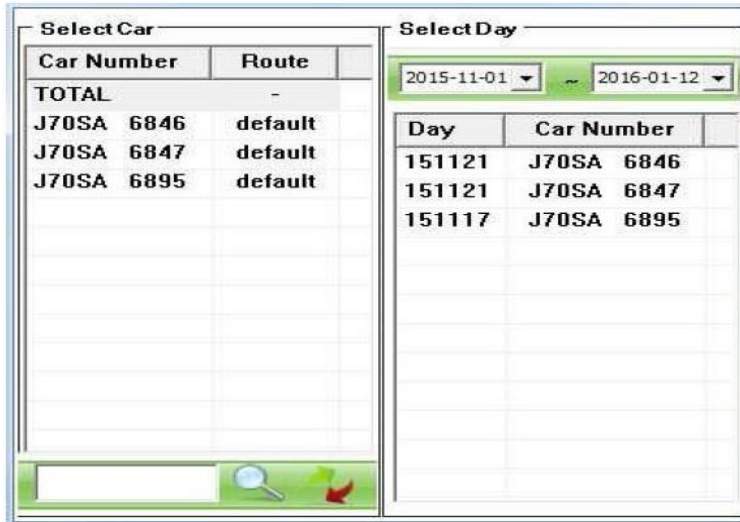 Select Car
Car Number Route
TOTAL -
J70SA 6846 default
J70SA 6847 default
J70SA 6895 default
Select Day
2015-11-01 ~ 2016-01-12
Day Car Number
151121 J70SA 6846
151121 J70SA 6847
151117 J70SA 6895